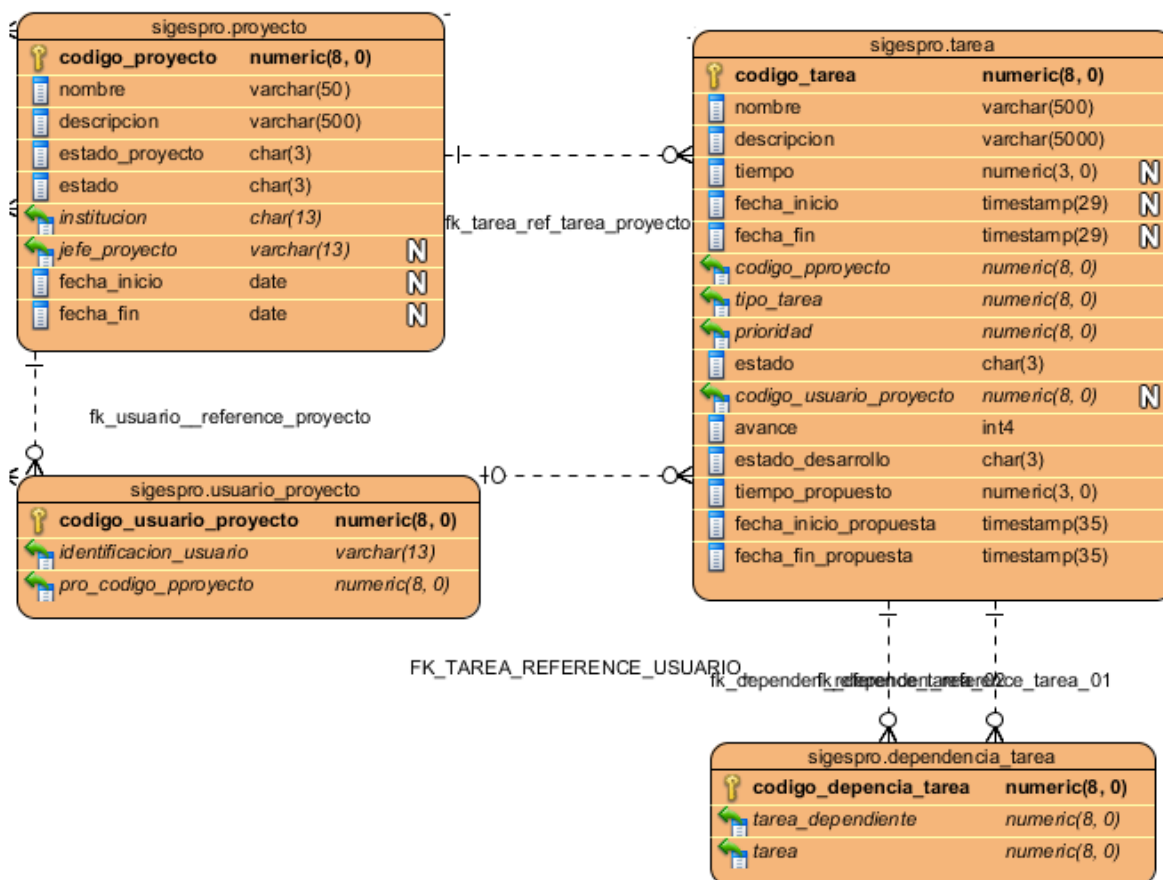 sigespro.proyecto
codigo_proyecto numeric(8, 0)
nombre varchar(50)
descripcion varchar(500)
estado_proyecto char(3)
estado char(3)
institucion char(13)
jefe_proyecto varchar(13) N
fecha_inicio date N
fecha_fin date N
fk_tarea_ref_tarea_proyecto
sigespro.tarea
codigo_tarea numeric(8, 0)
nombre varchar(500)
descripcion varchar(5000)
tiempo numeric(3, 0) N
fecha_inicio timestamp(29) N
fecha_fin timestamp(29) N
codigo_pproyecto numeric(8, 0)
tipo_tarea numeric(8, 0)
prioridad numeric(8, 0)
estado char(3)
codigo_usuario_proyecto numeric(8, 0) N
avance int4
estado_desarrollo char(3)
tiempo_propuesto numeric(3, 0)
fecha_inicio_propuesta timestamp(35)
fecha_fin_propuesta timestamp(35)
fk_usuario__reference_proyecto
sigespro.usuario_proyecto
codigo_usuario_proyecto numeric(8, 0)
identificacion_usuario varchar(13)
pro_codigo_pproyecto numeric(8, 0)
FK_TAREA_REFERENCE_USUARIO_
sigespro.dependencia_tarea
codigo_depencia_tarea numeric(8, 0)
tarea_dependiente numeric(8, 0)
tarea numeric(8, 0)